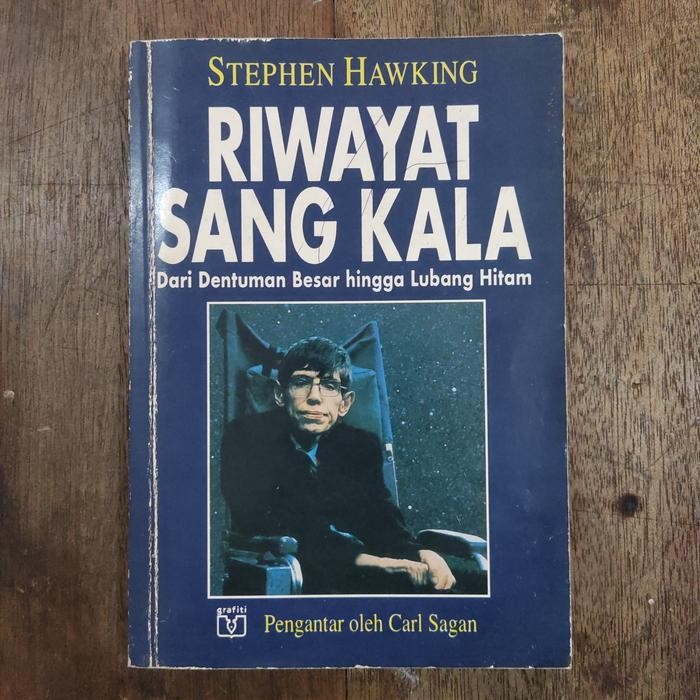 STEPHEN HAWKING
RIWAYAT
SANG KALA
Dari Dentuman Besar hingga Lubang Hitam
grafiti
Pengantar oleh Carl Sagan